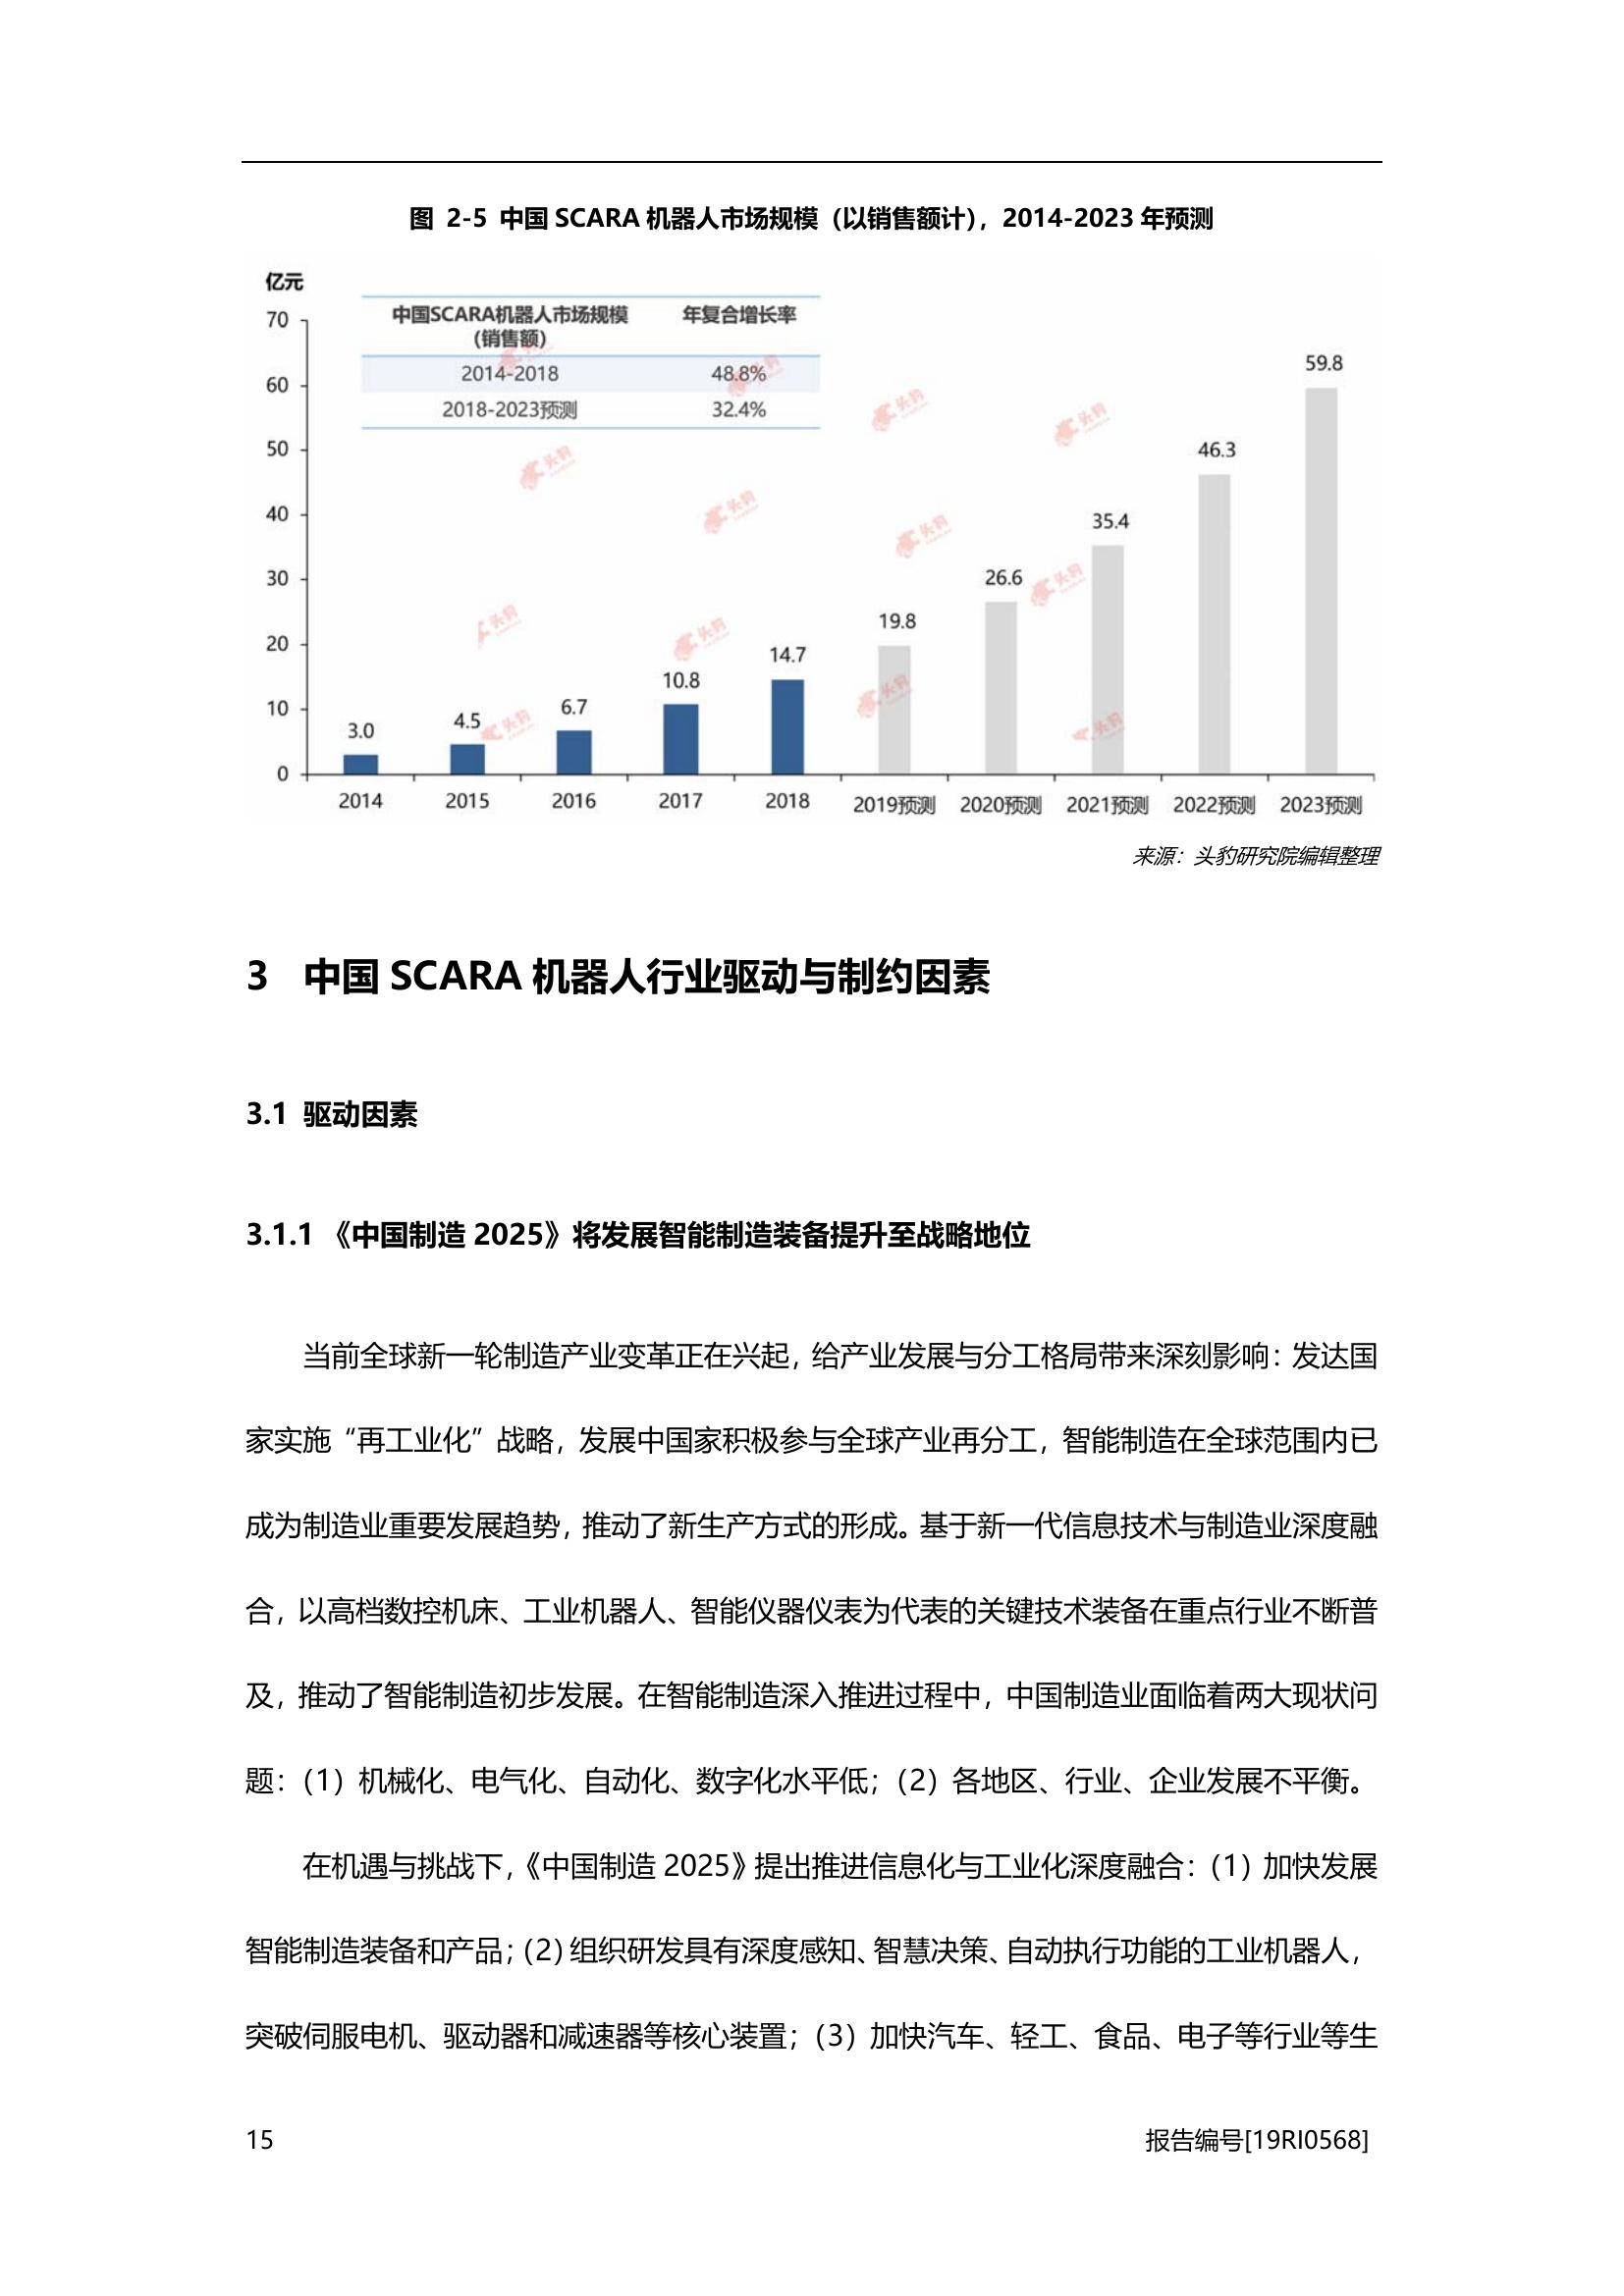 图 2-5 中国 SCARA 机器人市场规模（以销售额计），2014-2023 年预测
亿元
中国SCARA机器人市场规模（销售额） 年复合增长率
2014-2018 48.8%
2018-2023预测 32.4%
70
60
50
40
30
20
10
0
3.0 4.5 6.7 10.8 14.7 19.8 26.6 35.4 46.3 59.8
2014 2015 2016 2017 2018 2019预测 2020预测 2021预测 2022预测 2023预测
头豹
来源：头豹研究院编辑整理
3 中国 SCARA 机器人行业驱动与制约因素
3.1 驱动因素
3.1.1 《中国制造 2025》将发展智能制造装备提升至战略地位
当前全球新一轮制造产业变革正在兴起，给产业发展与分工格局带来深刻影响：发达国
家实施“再工业化”战略，发展中国家积极参与全球产业再分工，智能制造在全球范围内已
成为制造业重要发展趋势，推动了新生产方式的形成。基于新一代信息技术与制造业深度融
合，以高档数控机床、工业机器人、智能仪器仪表为代表的关键技术装备在重点行业不断普
及，推动了智能制造初步发展。在智能制造深入推进过程中，中国制造业面临着两大现状问
题：（1）机械化、电气化、自动化、数字化水平低；（2）各地区、行业、企业发展不平衡。
在机遇与挑战下，《中国制造 2025》提出推进信息化与工业化深度融合：（1）加快发展
智能制造装备和产品；（2）组织研发具有深度感知、智慧决策、自动执行功能的工业机器人，
突破伺服电机、驱动器和减速器等核心装置；（3）加快汽车、轻工、食品、电子等行业等生
15 报告编号[19RI0568]